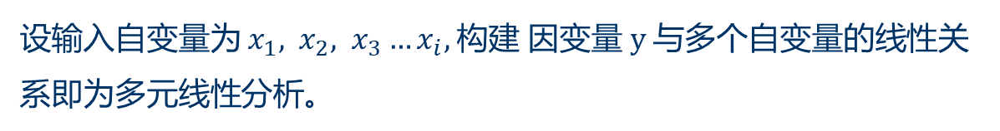 设输入自变量为 x₁, x₂, x₃ …xᵢ,构建 因变量 y 与多个自变量的线性关
系即为多元线性分析。